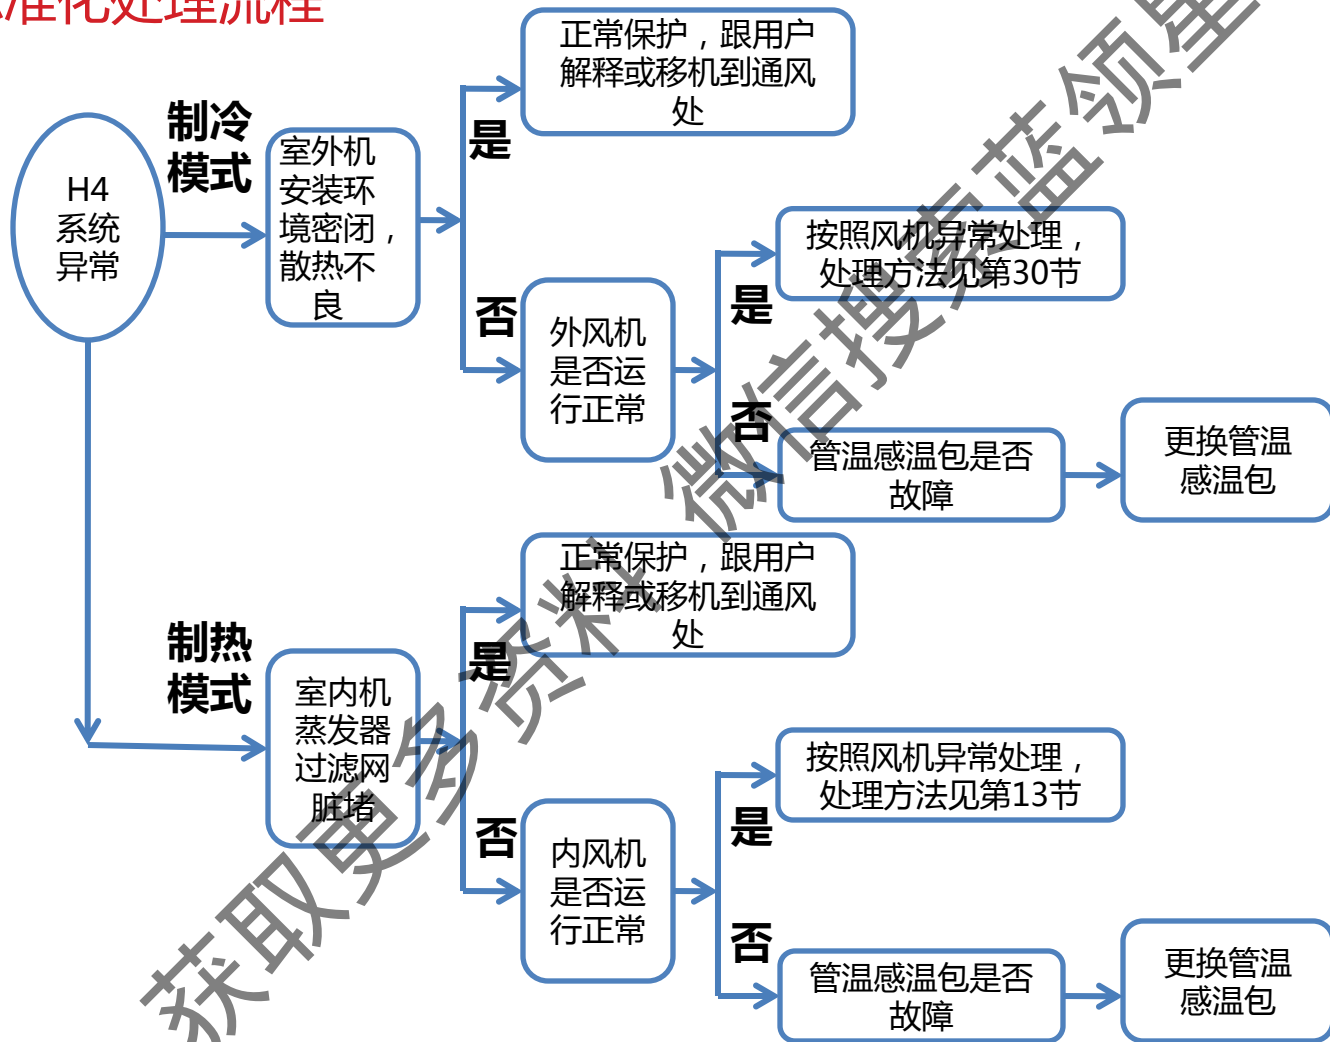 标准化处理流程
正常保护，跟用户
解释或移机到通风
处
制冷
模式
室外机
安装环
境密闭，
散热不
良
H4
系统
异常
是
否
外风机
是否运
行正常
按照风机异常处理，
处理方法见第30节
是
否
管温感温包是否
故障
更换管温
感温包
正常保护，跟用户
解释或移机到通风
处
制热
模式
室内机
蒸发器
过滤网
脏堵
是
否
内风机
是否运
行正常
按照风机异常处理，
处理方法见第13节
是
否
管温感温包是否
故障
更换管温
感温包
获取更多资料 微信搜索蓝领星